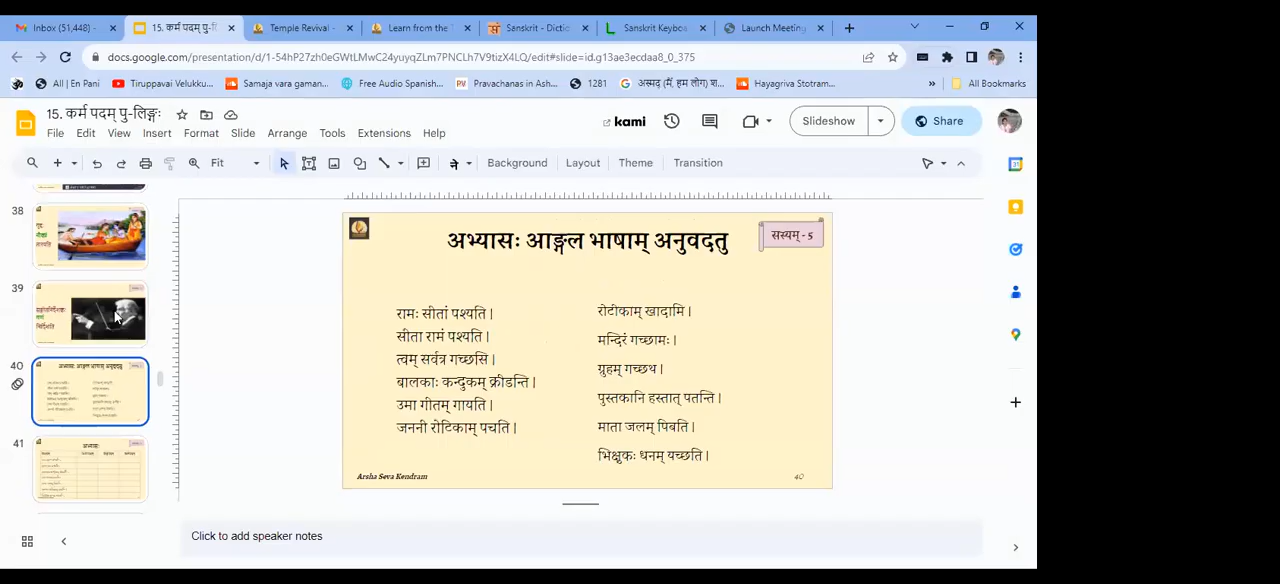 Inbox (51,448) -
15. कर्म पदम् पु-लि
Temple Revival -
Learn from the
Sanskrit - Dictio
Sanskrit Keybo
Launch Meeting
docs.google.com/presentation/d/1-54hP27zh0eGWtLMwC24yuyqZLm7PNCLh7V9tizX4LQ/edit#slide=id.g13ae3ecdaa8_0_375
All | En Pani
Tiruppavai Velukku...
Samaja vara gaman...
Free Audio Spanish...
Pravachanas in Ash...
1281
अस्मद् (मैं, हम लोग) श...
Hayagriva Stotram...
»
All Bookmarks
15. कर्म पदम् पु-लिङ्गः
File Edit View Insert Format Slide Arrange Tools Extensions Help
kami
Slideshow
Share
Fit
Background
Layout
Theme
Transition
38
39
40
41
अभ्यासः आङ्गल भाषाम् अनुवदतु
सस्यम् - 5
रामः सीतां पश्यति।
सीता रामं पश्यति।
त्वम् सर्वत्र गच्छसि।
बालकाः कन्दुकम् क्रीडन्ति।
उमा गीतम् गायति।
जननी रोटिकाम् पचति।
रोटीकाम् खादामि।
मन्दिरं गच्छामः।
ग्रुहम् गच्छथ।
पुस्तकानि हस्तात् पतन्ति।
माता जलम् पिबति।
भिक्षुकः धनम् यच्छति।
Arsha Seva Kendram
40
Click to add speaker notes